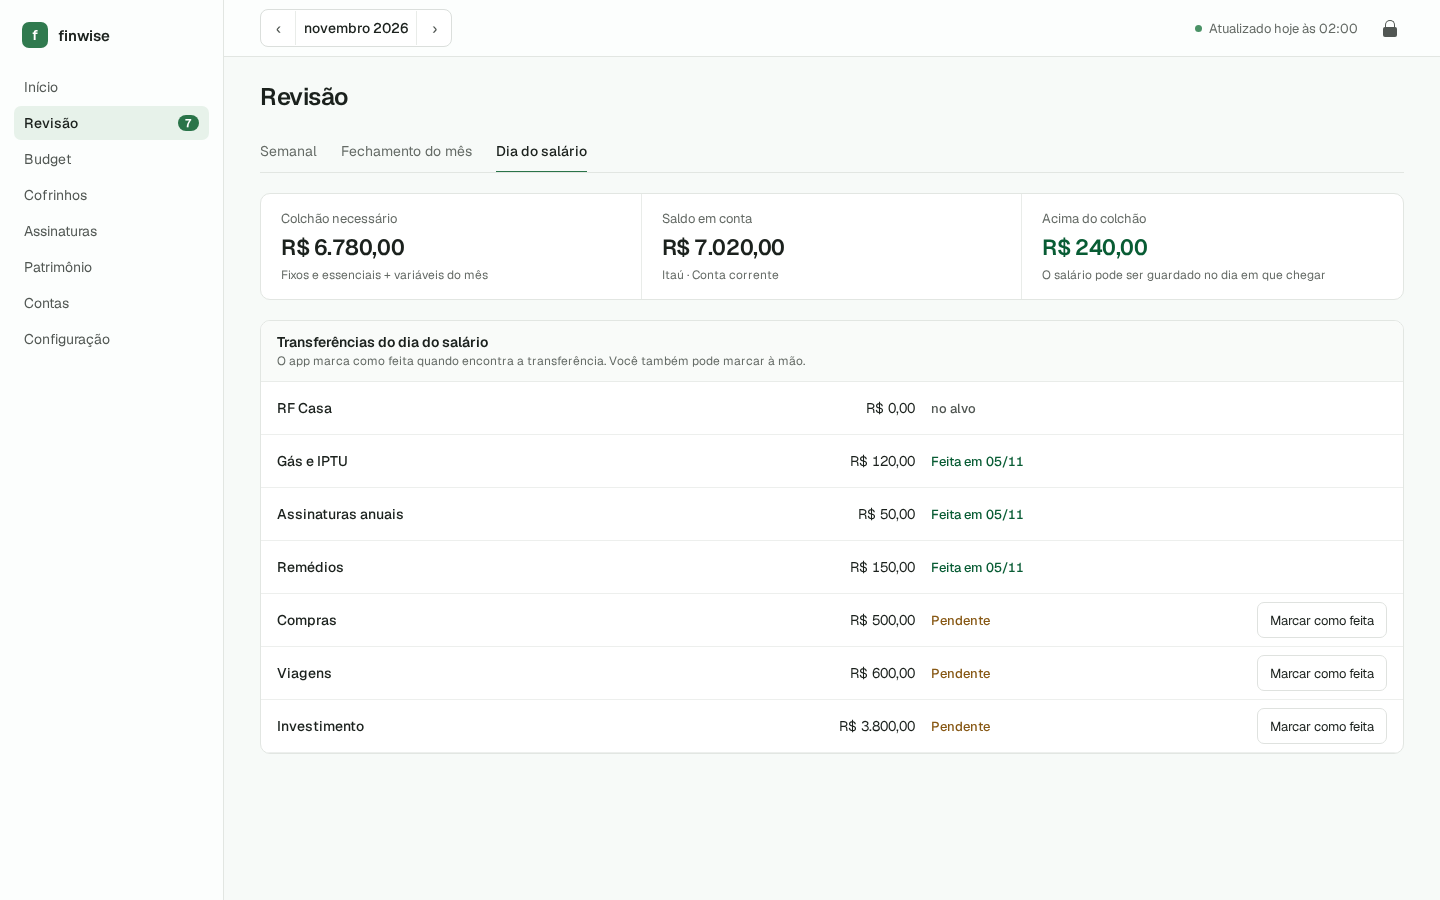 f finwise
‹ novembro 2026 ›
Atualizado hoje às 02:00
Início
Revisão 7
Budget
Cofrinhos
Assinaturas
Patrimônio
Contas
Configuração
Revisão
Semanal Fechamento do mês Dia do salário
Colchão necessário
R$ 6.780,00
Fixos e essenciais + variáveis do mês
Saldo em conta
R$ 7.020,00
Itaú · Conta corrente
Acima do colchão
R$ 240,00
O salário pode ser guardado no dia em que chegar
Transferências do dia do salário
O app marca como feita quando encontra a transferência. Você também pode marcar à mão.
RF Casa R$ 0,00 no alvo
Gás e IPTU R$ 120,00 Feita em 05/11
Assinaturas anuais R$ 50,00 Feita em 05/11
Remédios R$ 150,00 Feita em 05/11
Compras R$ 500,00 Pendente Marcar como feita
Viagens R$ 600,00 Pendente Marcar como feita
Investimento R$ 3.800,00 Pendente Marcar como feita